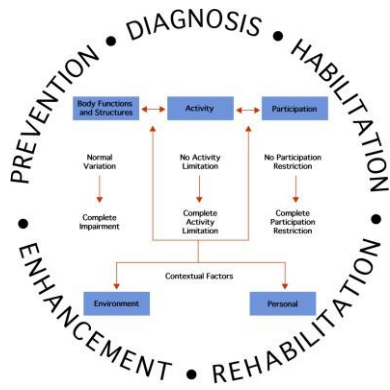 PREVENTION • DIAGNOSIS • HABILITATION • REHABILITATION • ENHANCEMENT •
Body Functions
and Structures
Activity
Participation
Normal
Variation
No Activity
Limitation
No Participation
Restriction
Complete
Impairment
Complete
Activity
Limitation
Complete
Participation
Restriction
Contextual Factors
Environment
Personal